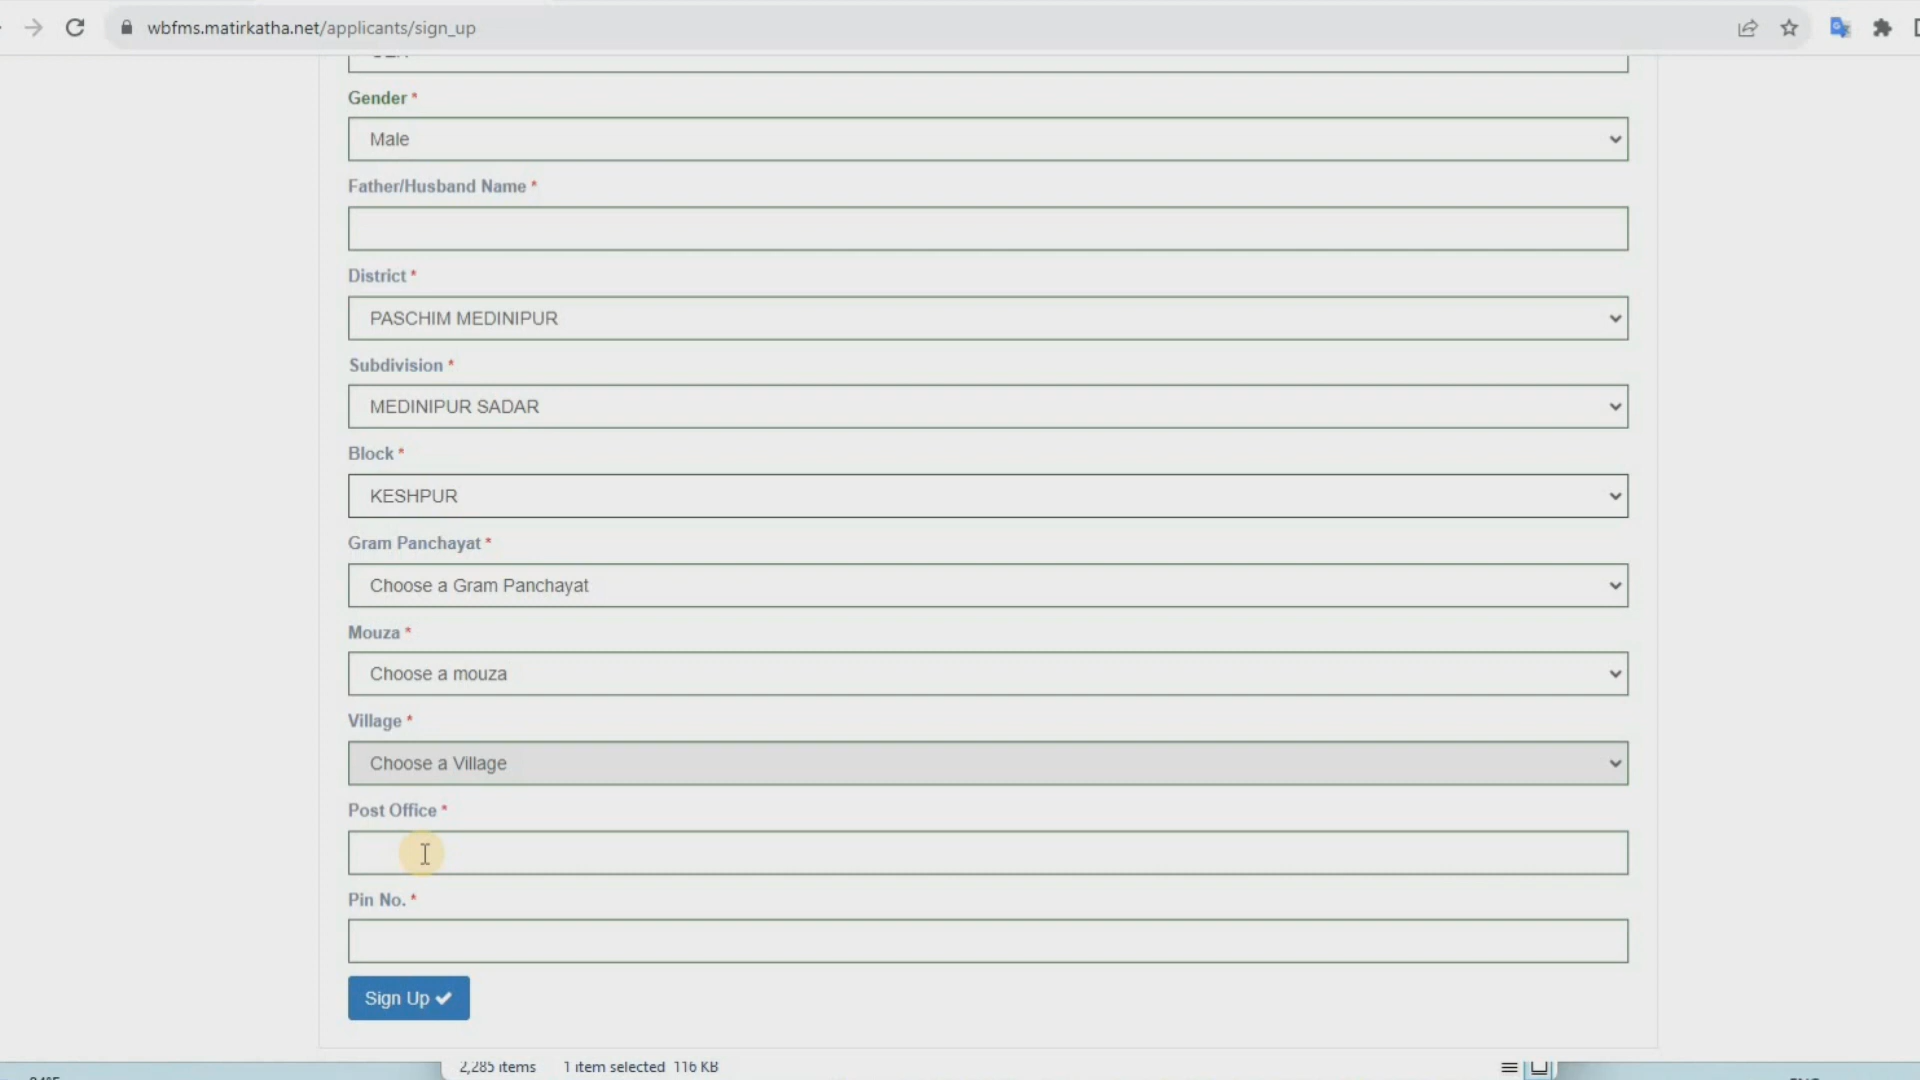 wbfms.matirkatha.net/applicants/sign_up
Gender *
Male
Father/Husband Name *
District *
PASCHIM MEDINIPUR
Subdivision *
MEDINIPUR SADAR
Block *
KESHPUR
Gram Panchayat *
Choose a Gram Panchayat
Mouza *
Choose a mouza
Village *
Choose a Village
Post Office *
Pin No. *
Sign Up
2,285 items 1 item selected 116 KB